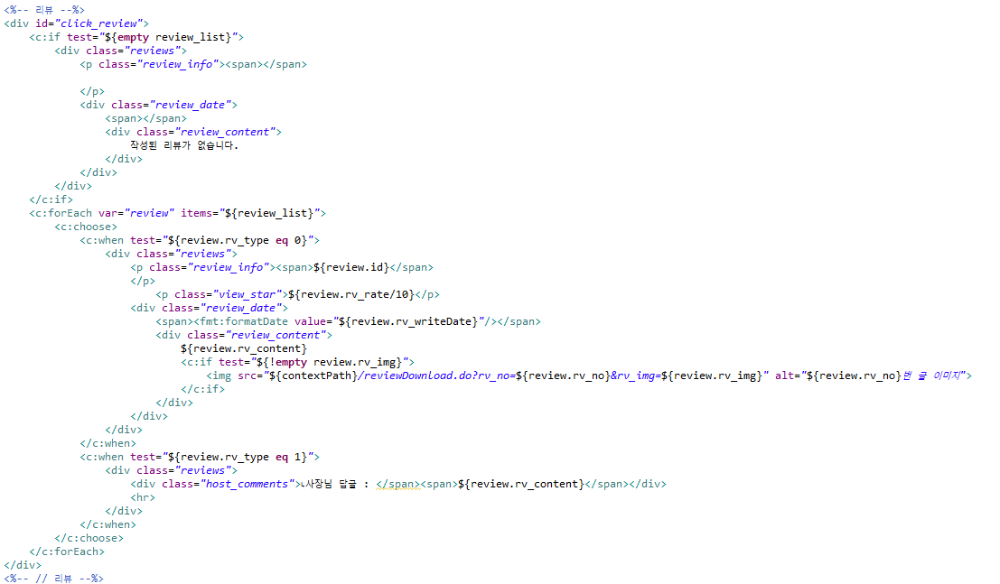 <%-- 리뷰 --%>
<div id="click_review">
    <c:if test="${empty review_list}">
        <div class="reviews">
            <p class="review_info"><span></span>

            </p>
            <div class="review_date">
                <span></span>
                <div class="review_content">
                    작성된 리뷰가 없습니다.
                </div>
            </div>
        </div>
    </c:if>
    <c:forEach var="review" items="${review_list}">
        <c:choose>
            <c:when test="${review.rv_type eq 0}">
                <div class="reviews">
                    <p class="review_info"><span>${review.id}</span>
                    </p>
                        <p class="view_star">${review.rv_rate/10}</p>
                    <div class="review_date">
                        <span><fmt:formatDate value="${review.rv_writeDate}"/></span>
                        <div class="review_content">
                            ${review.rv_content}
                            <c:if test="${!empty review.rv_img}">
                                <img src="${contextPath}/reviewDownload.do?rv_no=${review.rv_no}&rv_img=${review.rv_img}" alt="${review.rv_no}번 글 이미지">
                            </c:if>
                        </div>
                    </div>
                </div>
            </c:when>
            <c:when test="${review.rv_type eq 1}">
                <div class="reviews">
                    <div class="host_comments">↳사장님 답글 : </span><span>${review.rv_content}</span></div>
                    <hr>
                </div>
            </c:when>
        </c:choose>
    </c:forEach>
</div>
<%-- // 리뷰 --%>